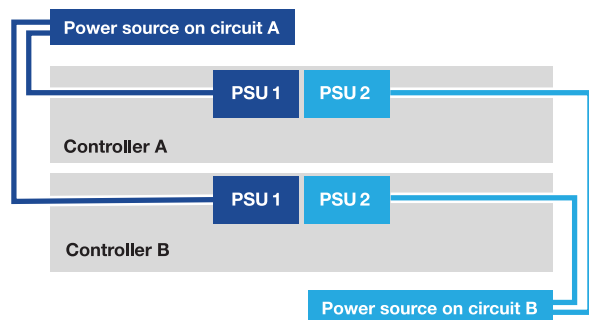 Power source on circuit A
PSU 1
PSU 2
Controller A
PSU 1
PSU 2
Controller B
Power source on circuit B